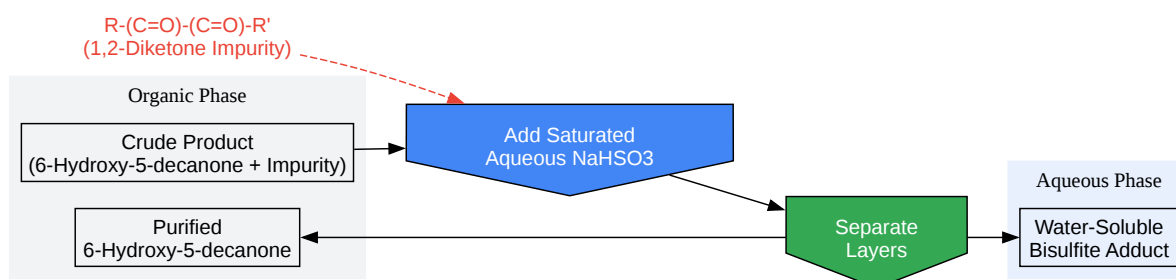 R-(C=O)-(C=O)-R'
(1,2-Diketone Impurity)
Organic Phase
Crude Product
(6-Hydroxy-5-decanone + Impurity)
Add Saturated
Aqueous NaHSO3
Purified
6-Hydroxy-5-decanone
Separate
Layers
Aqueous Phase
Water-Soluble
Bisulfite Adduct